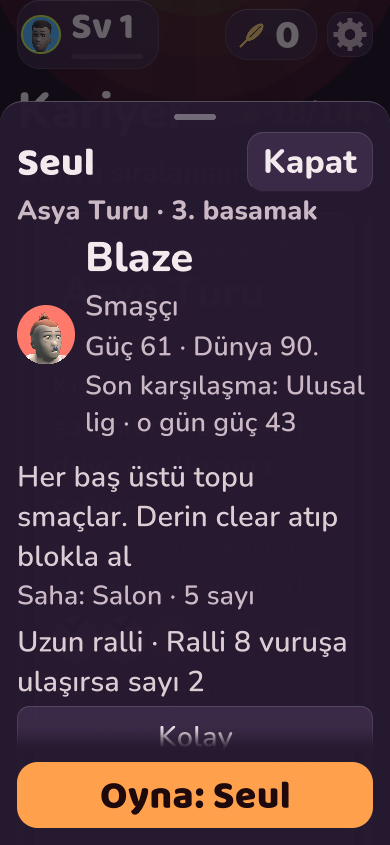 Sv 1
0
Seul
Kapat
Asya Turu · 3. basamak
Blaze
Smaşçı
Güç 61 · Dünya 90.
Son karşılaşma: Ulusal
lig · o gün güç 43
Her baş üstü topu
smaçlar. Derin clear atıp
blokla al
Saha: Salon · 5 sayı
Uzun ralli · Ralli 8 vuruşa
ulaşırsa sayı 2
Kolay
Oyna: Seul